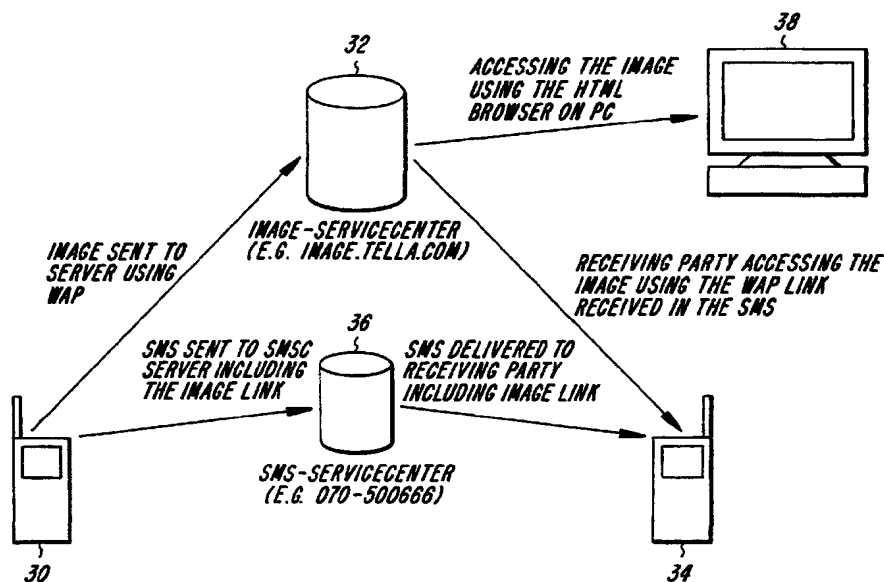 32
38
ACCESSING THE IMAGE
USING THE HTML
BROWSER ON PC
IMAGE-SERVICECENTER
(E.G. IMAGE.TELLA.COM)
IMAGE SENT TO
SERVER USING
WAP
RECEIVING PARTY ACCESSING THE
IMAGE USING THE WAP LINK
RECEIVED IN THE SMS
36
SMS SENT TO SMSC
SERVER INCLUDING
THE IMAGE LINK
SMS DELIVERED TO
RECEIVING PARTY
INCLUDING IMAGE LINK
SMS-SERVICECENTER
(E.G. 070-500666)
30
34